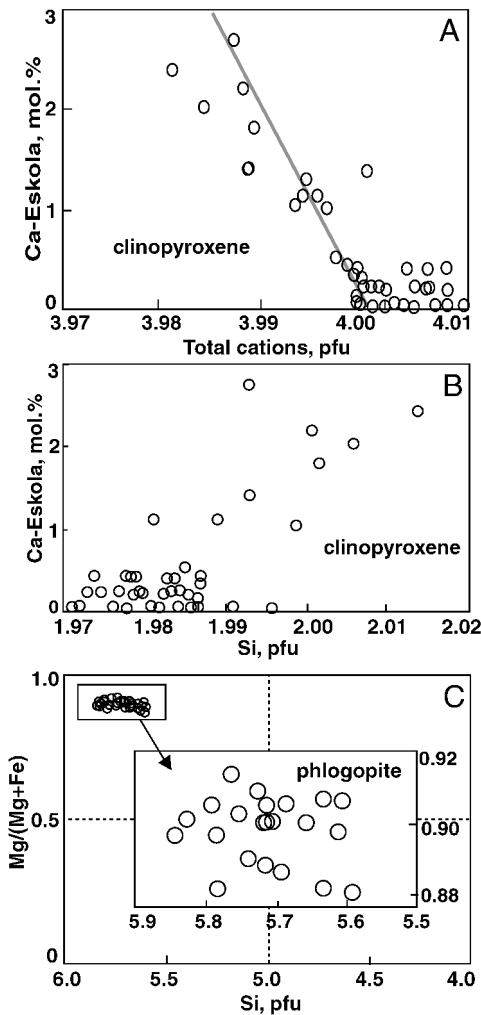 A
3
2
1
0
Ca-Eskola, mol.%
clinopyroxene
3.97 3.98 3.99 4.00 4.01
Total cations, pfu
B
3
2
1
0
Ca-Eskola, mol.%
clinopyroxene
1.97 1.98 1.99 2.00 2.01 2.02
Si, pfu
C
1.0
0.5
0
Mg/(Mg+Fe)
phlogopite
0.92
0.90
0.88
5.9 5.8 5.7 5.6 5.5
6.0 5.5 5.0 4.5 4.0
Si, pfu